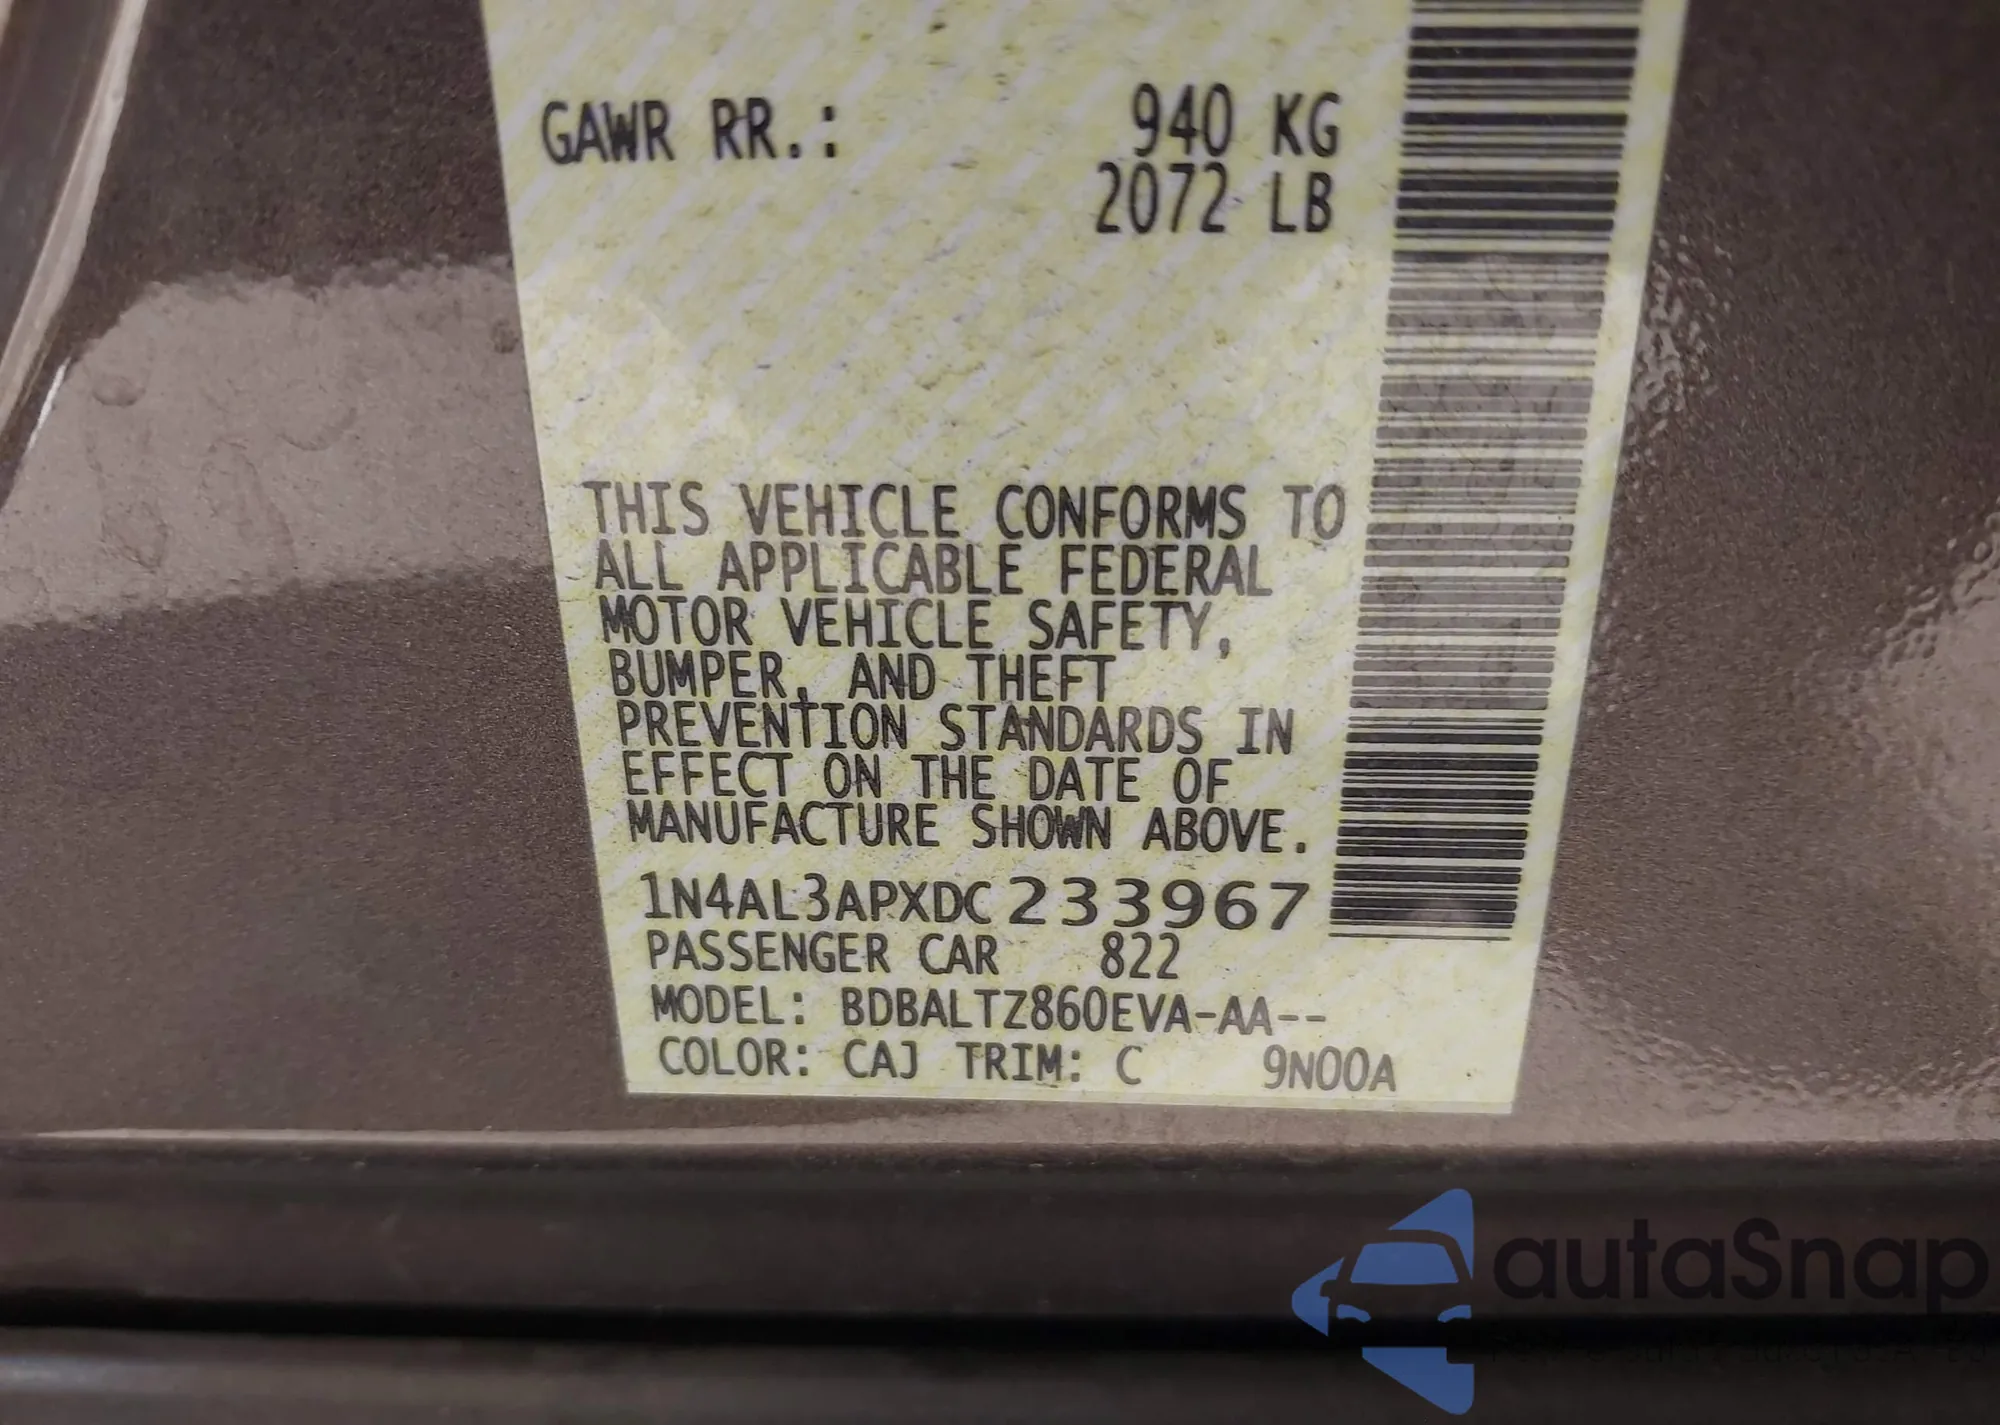 GAWR RR.: 940 KG
2072 LB
THIS VEHICLE CONFORMS TO
ALL APPLICABLE FEDERAL
MOTOR VEHICLE SAFETY,
BUMPER, AND THEFT
PREVENTION STANDARDS IN
EFFECT ON THE DATE OF
MANUFACTURE SHOWN ABOVE.
1N4AL3APXDC233967
PASSENGER CAR 822
MODEL: BDBALTZ860EVA-AA--
COLOR: CAJ TRIM: C 9N00A
autaSnap